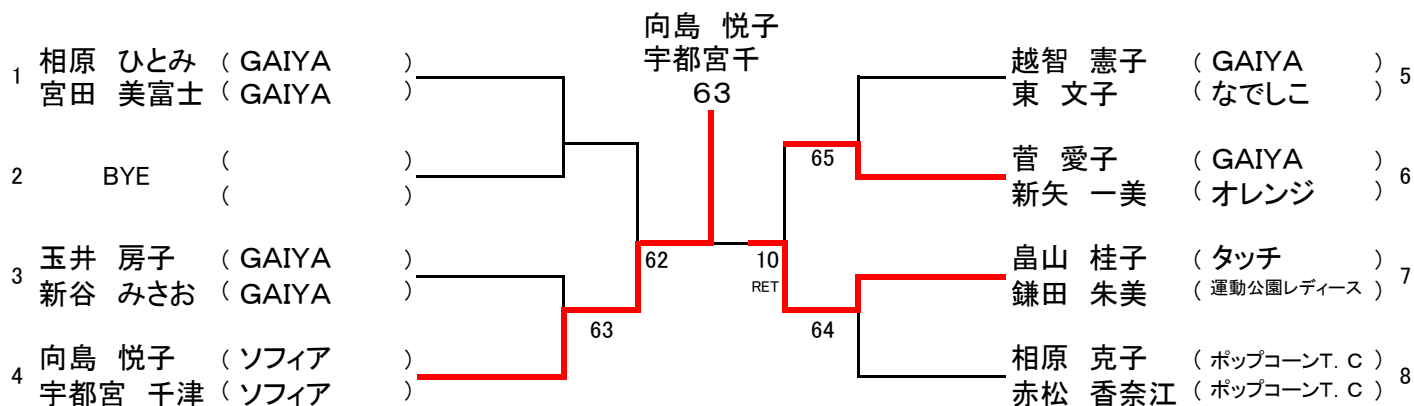 向島 悦子
宇都宮千
63
1 相原 ひとみ ( GAIYA )
宮田 美富士 ( GAIYA )
2 BYE ( )
( )
3 玉井 房子 ( GAIYA )
新谷 みさお ( GAIYA )
4 向島 悦子 ( ソフィア )
宇都宮 千津 ( ソフィア )
63
62
10
RET
65
64
越智 憲子 ( GAIYA ) 5
東 文子 ( なでしこ )
菅 愛子 ( GAIYA ) 6
新矢 一美 ( オレンジ )
畠山 桂子 ( タッチ ) 7
鎌田 朱美 ( 運動公園レディース )
相原 克子 ( ポップコーンT.C ) 8
赤松 香奈江 ( ポップコーンT.C )